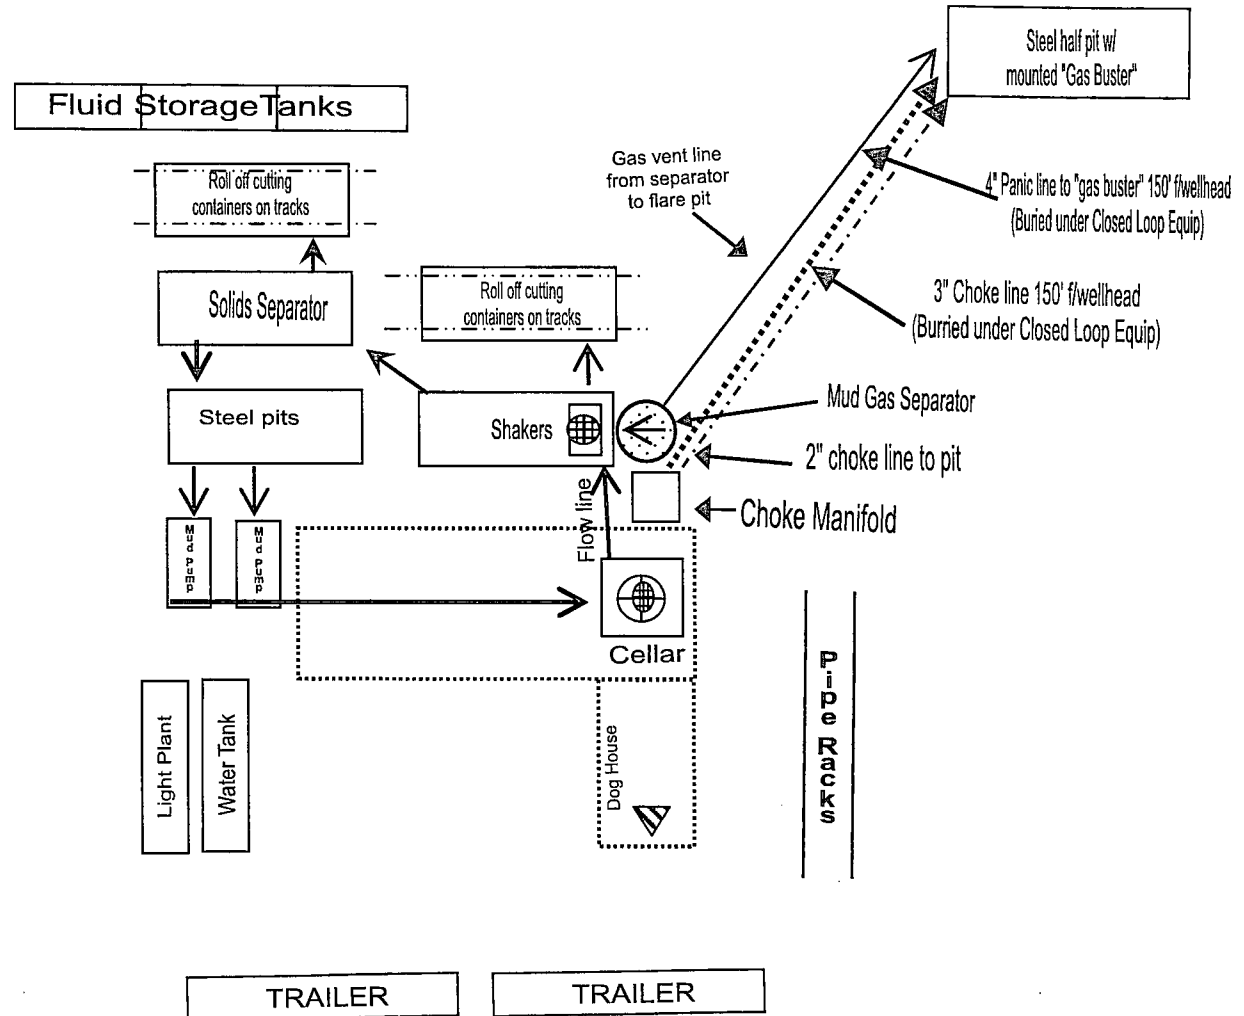 Steel half pit w/
mounted "Gas Buster"
Fluid StorageTanks
Gas vent line
from separator
to flare pit
Roll off cutting
containers on tracks
4" Panic line to "gas buster" 150' f/wellhead
(Buried under Closed Loop Equip)
Solids Separator
Roll off cutting
containers on tracks
3" Choke line 150' f/wellhead
(Burried under Closed Loop Equip)
Steel pits
Shakers
Mud Gas Separator
2" choke line to pit
Choke Manifold
Flow line
Mud Pump
Mud Pump
Cellar
Pipe Racks
Light Plant
Water Tank
Dog House
TRAILER
TRAILER